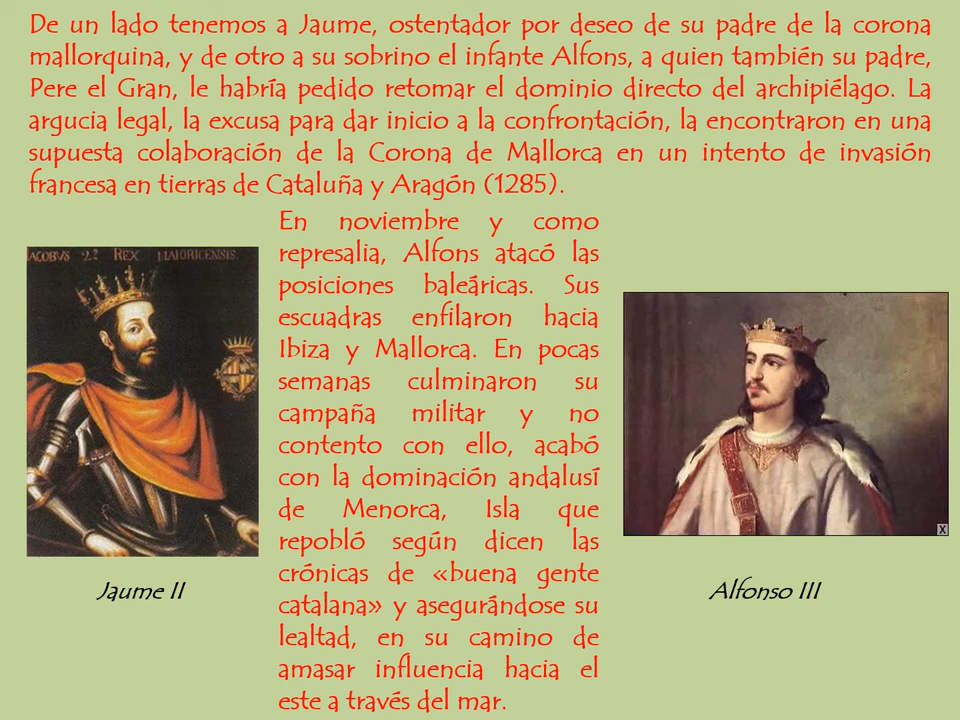 De un lado tenemos a Jaume, ostentador por deseo de su padre de la corona
mallorquina, y de otro a su sobrino el infante Alfons, a quien también su padre,
Pere el Gran, le habría pedido retomar el dominio directo del archipiélago. La
argucia legal, la excusa para dar inicio a la confrontación, la encontraron en una
supuesta colaboración de la Corona de Mallorca en un intento de invasión
francesa en tierras de Cataluña y Aragón (1285).
En noviembre y como
represalia, Alfons atacó las
posiciones baleáricas. Sus
escuadras enfilaron hacia
Ibiza y Mallorca. En pocas
semanas culminaron su
campaña militar y no
contento con ello, acabó
con la dominación andalusí
de Menorca, Isla que
repobló según dicen las
crónicas de «buena gente
catalana» y asegurándose su
lealtad, en su camino de
amasar influencia hacia el
este a través del mar.
IACOBVS 2º REX MAIORICENSIS
Jaume II
X
Alfonso III